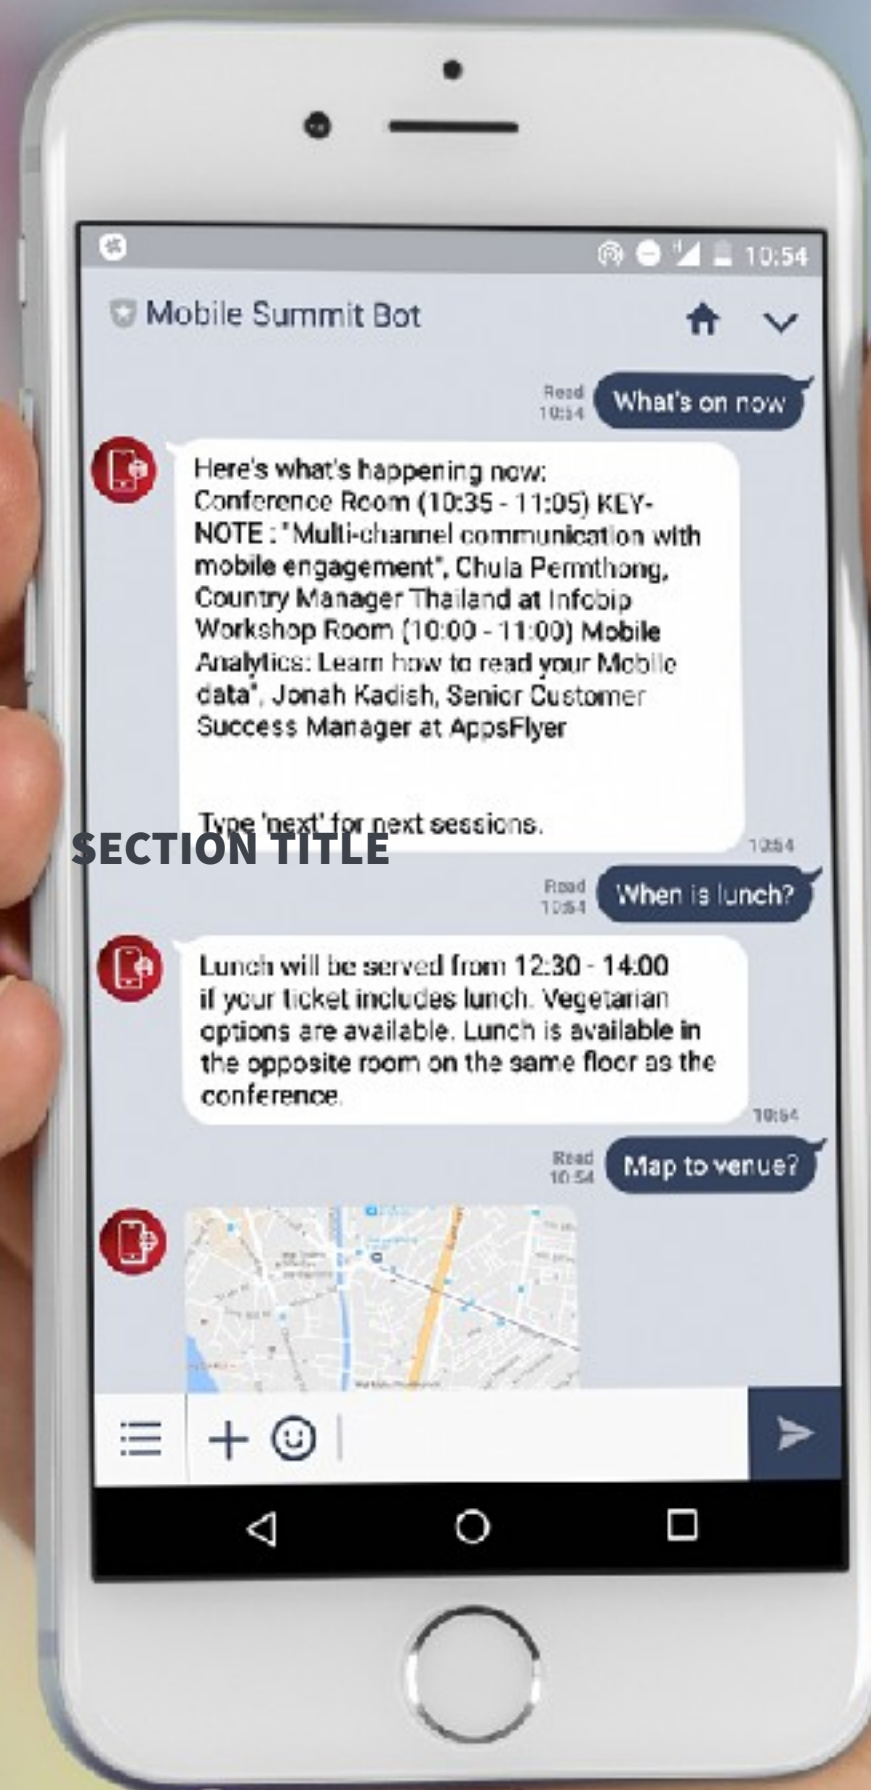 10:54
Mobile Summit Bot
Read
10:54
What's on now
Here's what's happening now:
Conference Room (10:35 - 11:05) KEY-
NOTE : "Multi-channel communication with
mobile engagement", Chula Permthong,
Country Manager Thailand at Infobip
Workshop Room (10:00 - 11:00) Mobile
Analytics: Learn how to read your Mobile
data", Jonah Kadish, Senior Customer
Success Manager at AppsFlyer
Type 'next' for next sessions.
10:54
SECTION TITLE
Read
10:54
When is lunch?
Lunch will be served from 12:30 - 14:00
if your ticket includes lunch. Vegetarian
options are available. Lunch is available in
the opposite room on the same floor as the
conference.
10:54
Read
10:54
Map to venue?